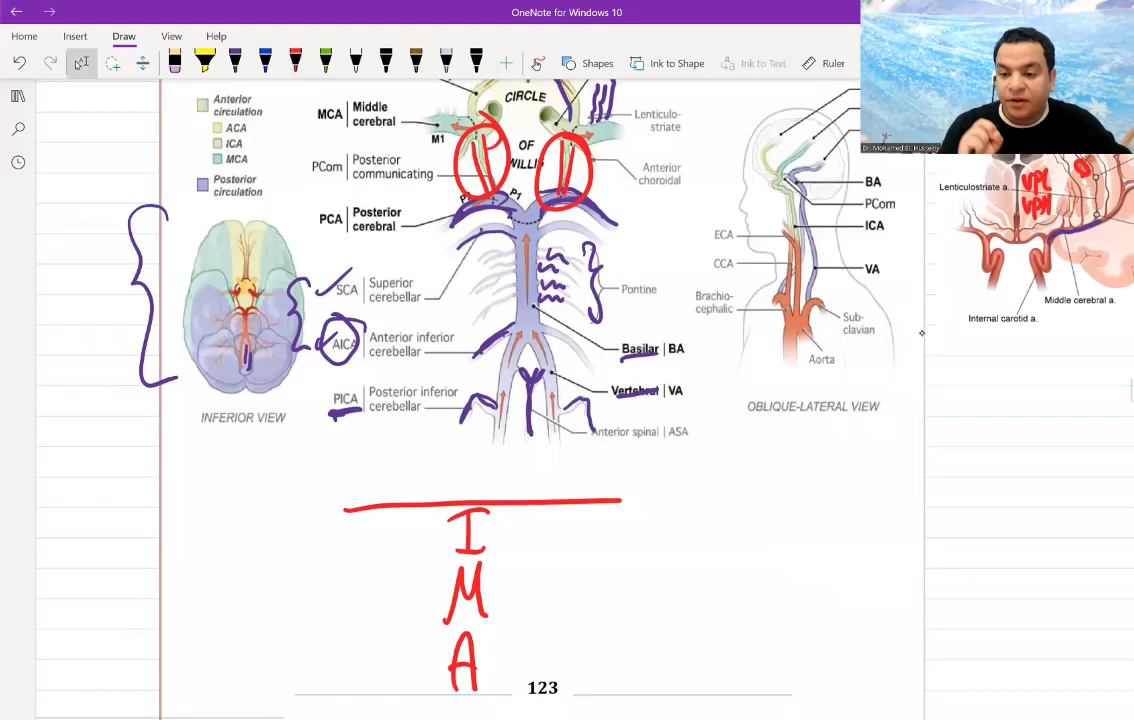 OneNote for Windows 10
Home Insert Draw View Help
Shapes Ink to Shape Ink to Text Ruler
Anterior circulation
ACA
ICA
MCA
Posterior circulation
INFERIOR VIEW
MCA | Middle cerebral
M1
PCom | Posterior communicating
PCA | Posterior cerebral
SCA | Superior cerebellar
AICA | Anterior inferior cerebellar
PICA | Posterior inferior cerebellar
CIRCLE
OF
WILLIS
P1
Lenticulo-
striate
Anterior
choroidal
Pontine
Basilar | BA
Vertebral | VA
Anterior spinal | ASA
ECA
CCA
Brachio-
cephalic
BA
PCom
ICA
VA
Sub-
clavian
Aorta
OBLIQUE-LATERAL VIEW
Dr. Mohamed EL Husseiny
Lenticulostriate a.
VPL
VPM
Middle cerebral a.
Internal carotid a.
I
M
A
123